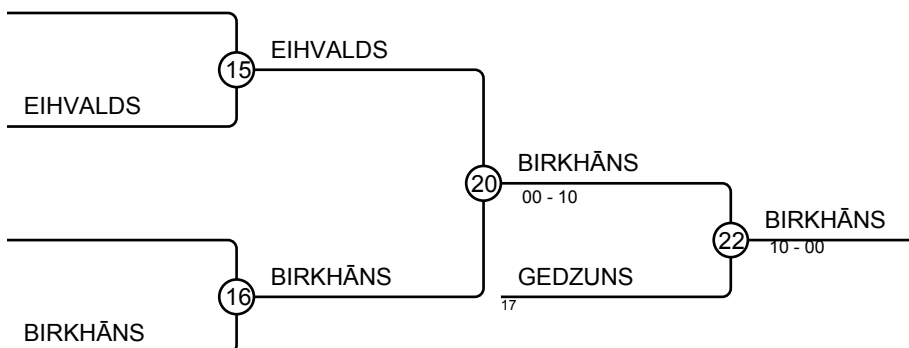 EIHVALDS
15
EIHVALDS
BIRKHĀNS
20
00 - 10
BIRKHĀNS
22
10 - 00
BIRKHĀNS
16
GEDZUNS
17
BIRKHĀNS